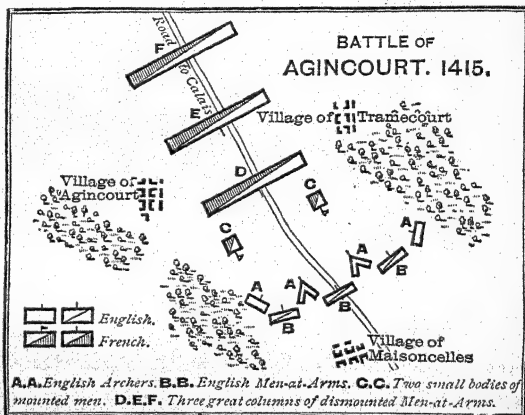 BATTLE OF
AGINCOURT. 1415.
Road
to Calais
F
E
D
C
C
Village of
Tramecourt
Village of
Agincourt
A
B
A
B
A
B
A
English.
French.
Village of
Maisoncelles
A.A. English Archers. B.B. English Men-at-Arms. C.C. Two small bodies of
mounted men. D.E.F. Three great columns of dismounted Men-at-Arms.